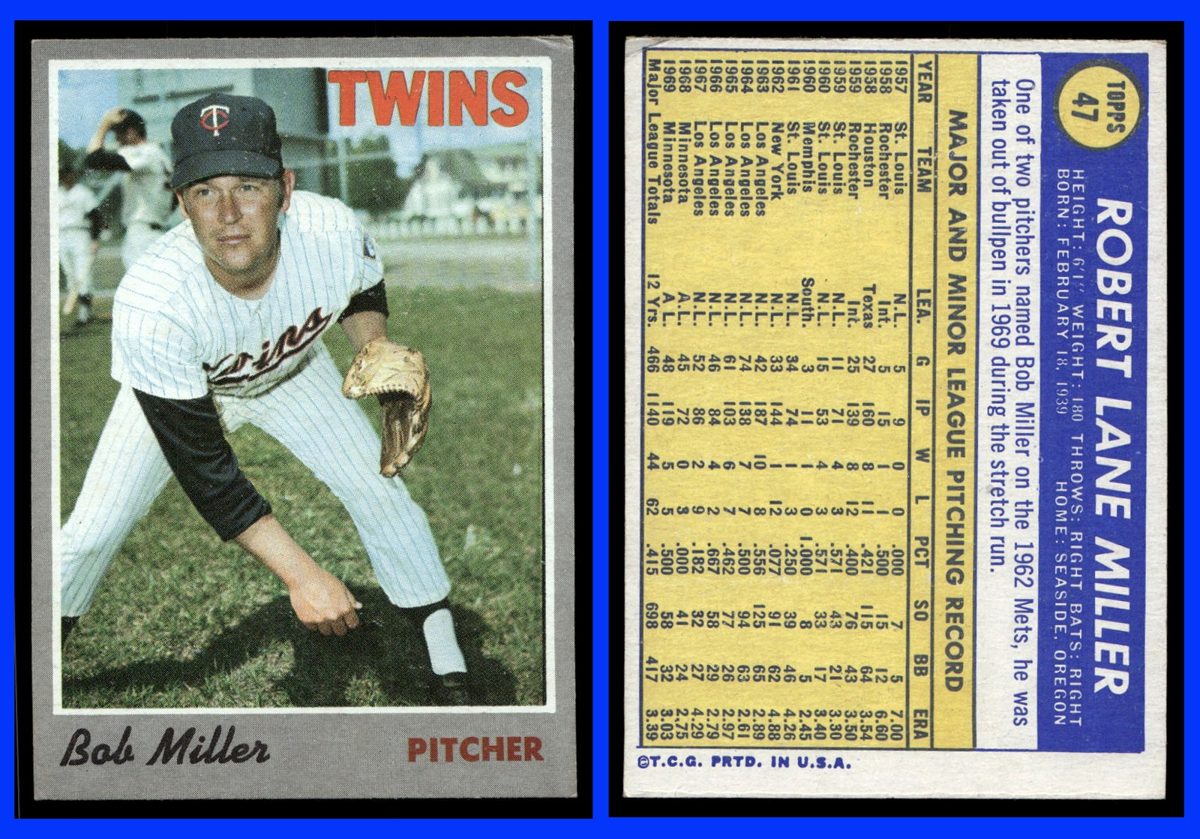 TWINS
T C
Twins
Bob Miller
PITCHER
TOPPS
47
ROBERT LANE MILLER
HEIGHT: 6'1" WEIGHT: 180 THROWS: RIGHT BATS: RIGHT
BORN: FEBRUARY 18, 1939 HOME: SEASIDE, OREGON
One of two pitchers named Bob Miller on the 1962 Mets, he was
taken out of bullpen in 1969 during the stretch run.
MAJOR AND MINOR LEAGUE PITCHING RECORD
YEAR TEAM LEA. G IP W L PCT SO BB ERA
1957 St. Louis N.L. 5 9 0 0 .000 7 5 7.00
1958 Rochester Int. 5 15 1 1 .500 7 12 6.60
1938 Houston Texas 27 160 8 11 .421 115 64 3.54
1959 Rochester Int. 25 139 8 12 .400 76 43 3.50
1959 St. Louis N.L. 11 71 4 3 .571 43 21 3.30
1960 St. Louis N.L. 15 53 4 3 .571 33 17 3.40
1960 Memphis South. 3 11 1 0 1.000 8 5 2.45
1961 St. Louis N.L. 34 74 1 3 .250 39 46 4.26
1962 New York N.L. 33 144 1 12 .077 91 62 4.88
1963 Los Angeles N.L. 42 187 10 8 .556 125 65 2.89
1964 Los Angeles N.L. 74 138 7 7 .500 94 63 2.61
1965 Los Angeles N.L. 61 103 6 7 .462 77 26 2.97
1966 Los Angeles N.L. 46 84 4 2 .667 58 29 2.79
1967 Los Angeles N.L. 52 86 2 9 .182 32 27 4.29
1968 Minnesota A.L. 45 72 0 3 .000 41 24 2.75
1969 Minnesota A.L. 48 119 5 5 .500 58 32 3.03
Major League Totals 12 Yrs. 466 1140 44 62 .415 698 417 3.39
©T.C.G. PRTD. IN U.S.A.